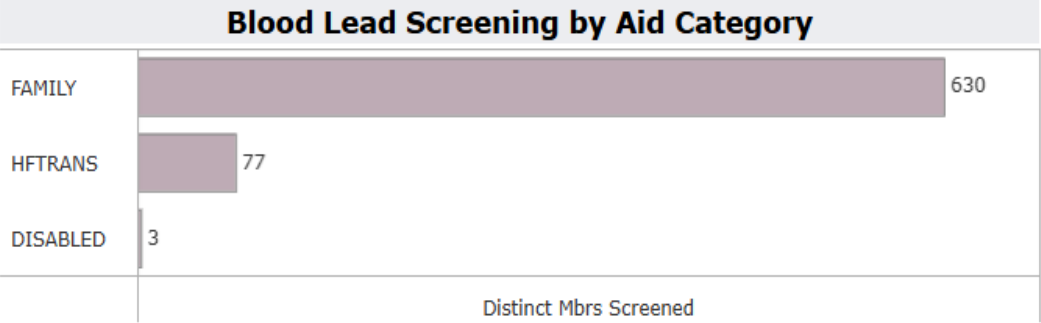 Blood Lead Screening by Aid Category
FAMILY 630
HFTRANS 77
DISABLED 3
Distinct Mbrs Screened